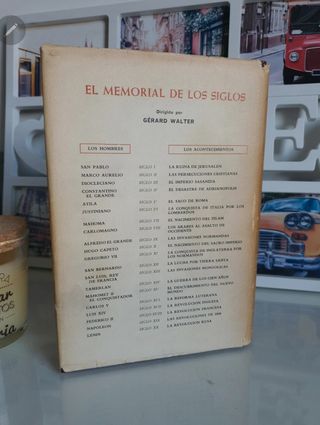 EL MEMORIAL DE LOS SIGLOS
Dirigido por
GÉRARD WALTER
LOS HOMBRES LOS ACONTECIMIENTOS
SAN PABLO SIGLO I LA RUINA DE JERUSALEN
MARCO AURELIO SIGLO II LAS PERSECUCIONES CRISTIANAS
DIOCLECIANO SIGLO III EL IMPERIO SASANIDA
CONSTANTINO EL GRANDE SIGLO IV EL DESASTRE DE ADRIANOPOLIS
ATILA SIGLO V EL SACO DE ROMA
JUSTINIANO SIGLO VI LA CONQUISTA DE ITALIA POR LOS LOMBARDOS
MAHOMA SIGLO VII EL NACIMIENTO DEL ISLAM
CARLOMAGNO SIGLO VIII LOS ARABES AL ASALTO DE OCCIDENTE
ALFREDO EL GRANDE SIGLO IX LAS INVASIONES NORMANDAS
HUGO CAPETO SIGLO X EL NACIMIENTO DEL SACRO-IMPERIO
GREGORIO VII SIGLO XI LA CONQUISTA DE INGLATERRA POR LOS NORMANDOS
SAN BERNARDO SIGLO XII LA LUCHA POR TIERRA SANTA
SAN LUIS, REY DE FRANCIA SIGLO XIII LAS INVASIONES MONGOLICAS
TAMERLAN SIGLO XIV LA GUERRA DE LOS CIEN AÑOS
MAHOMET II EL CONQUISTADOR SIGLO XV EL DESCUBRIMIENTO DEL NUEVO MUNDO
CARLOS V SIGLO XVI LA REFORMA LUTERANA
LUIS XIV SIGLO XVII LA REVOLUCION INGLESA
FEDERICO II SIGLO XVIII LA REVOLUCION FRANCESA
NAPOLEON SIGLO XIX LAS REVOLUCIONES DE 1848
LENIN SIGLO XX LA REVOLUCION RUSA